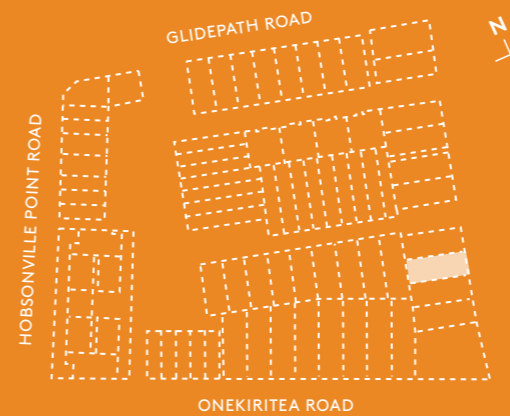 GLIDEPATH ROAD
N
HOBSONVILLE POINT ROAD
ONEKIRITEA ROAD